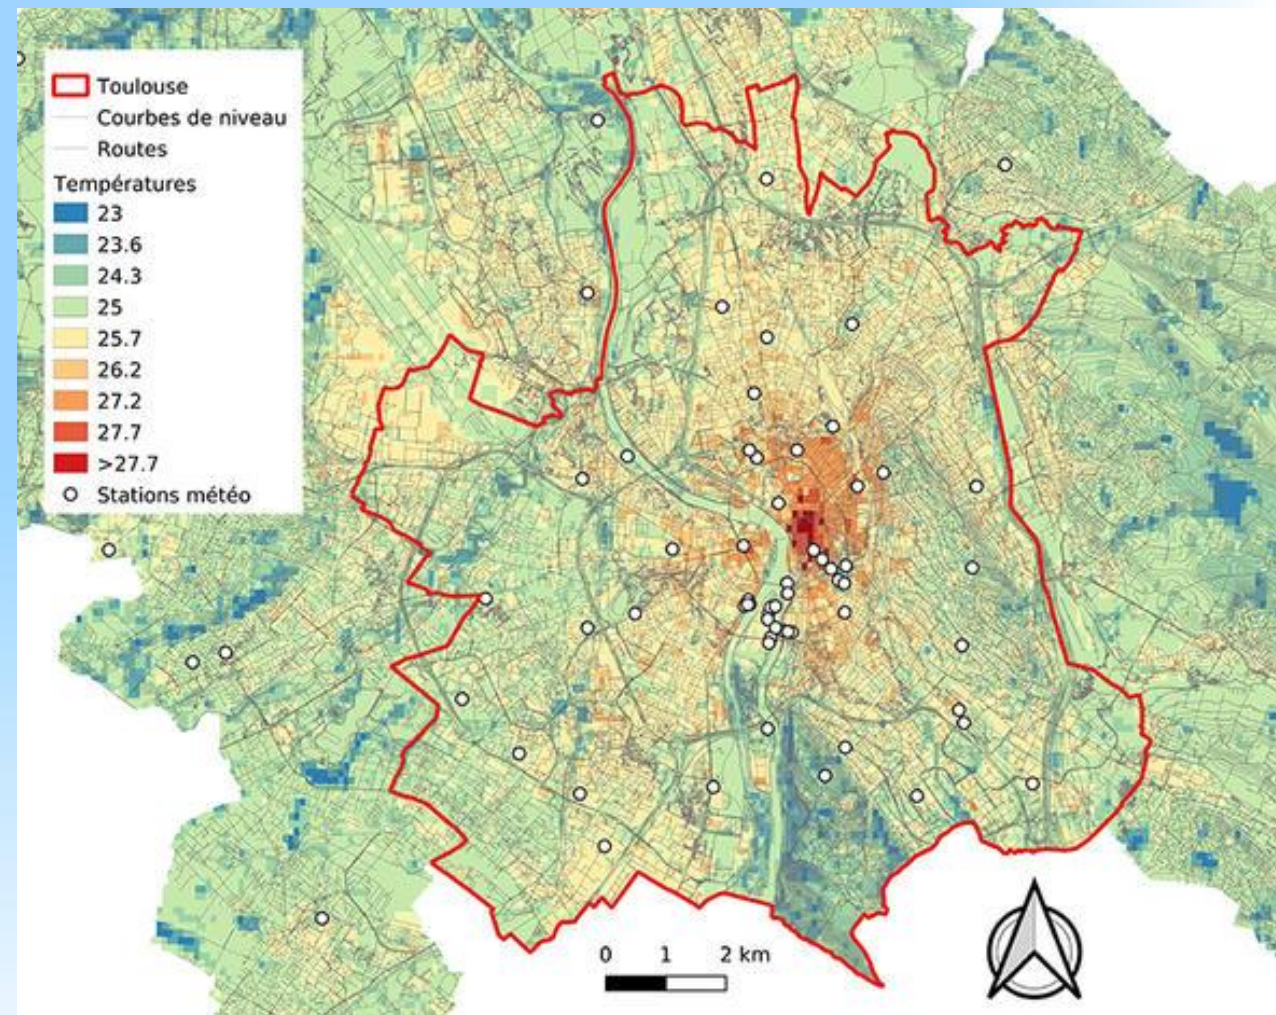 Toulouse
Courbes de niveau
Routes
Températures
23
23.6
24.3
25
25.7
26.2
27.2
27.7
>27.7
Stations météo
0 1 2 km